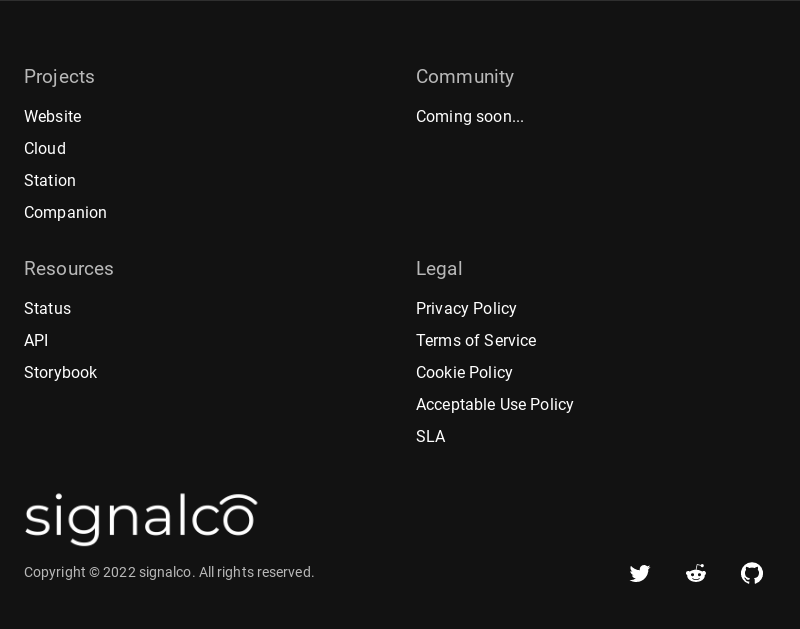 Projects
Website
Cloud
Station
Companion
Community
Coming soon...
Resources
Status
API
Storybook
Legal
Privacy Policy
Terms of Service
Cookie Policy
Acceptable Use Policy
SLA
signalco
Copyright © 2022 signalco. All rights reserved.